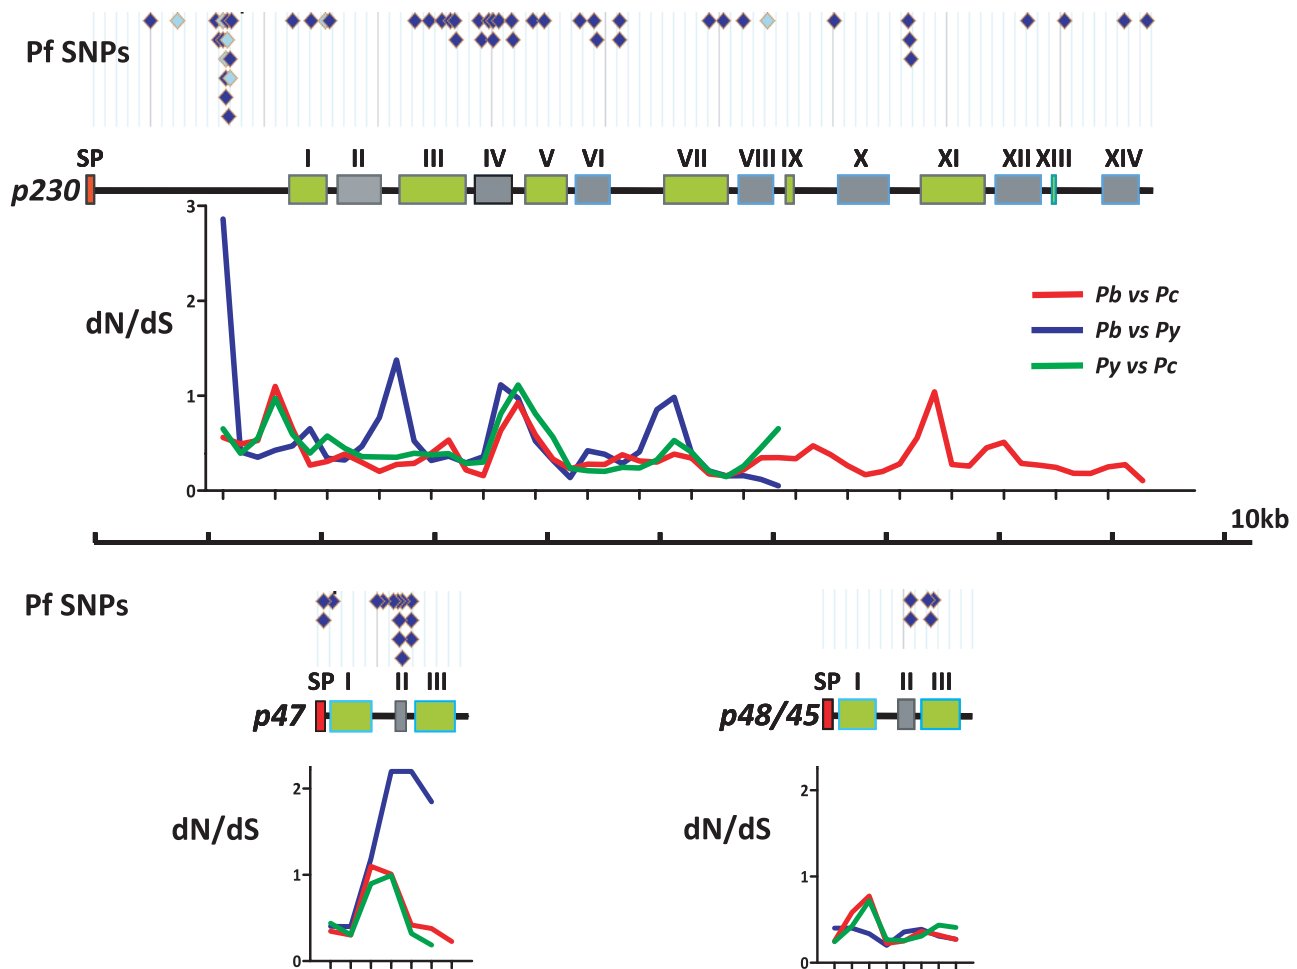 Pf SNPs
SP I II III IV V VI VII VIII IX X XI XII XIII XIV
p230
3
2
1
0
dN/dS
Pb vs Pc
Pb vs Py
Py vs Pc
10kb
Pf SNPs
SP I II III
p47
SP I II III
p48/45
2
1
0
dN/dS
2
1
0
dN/dS